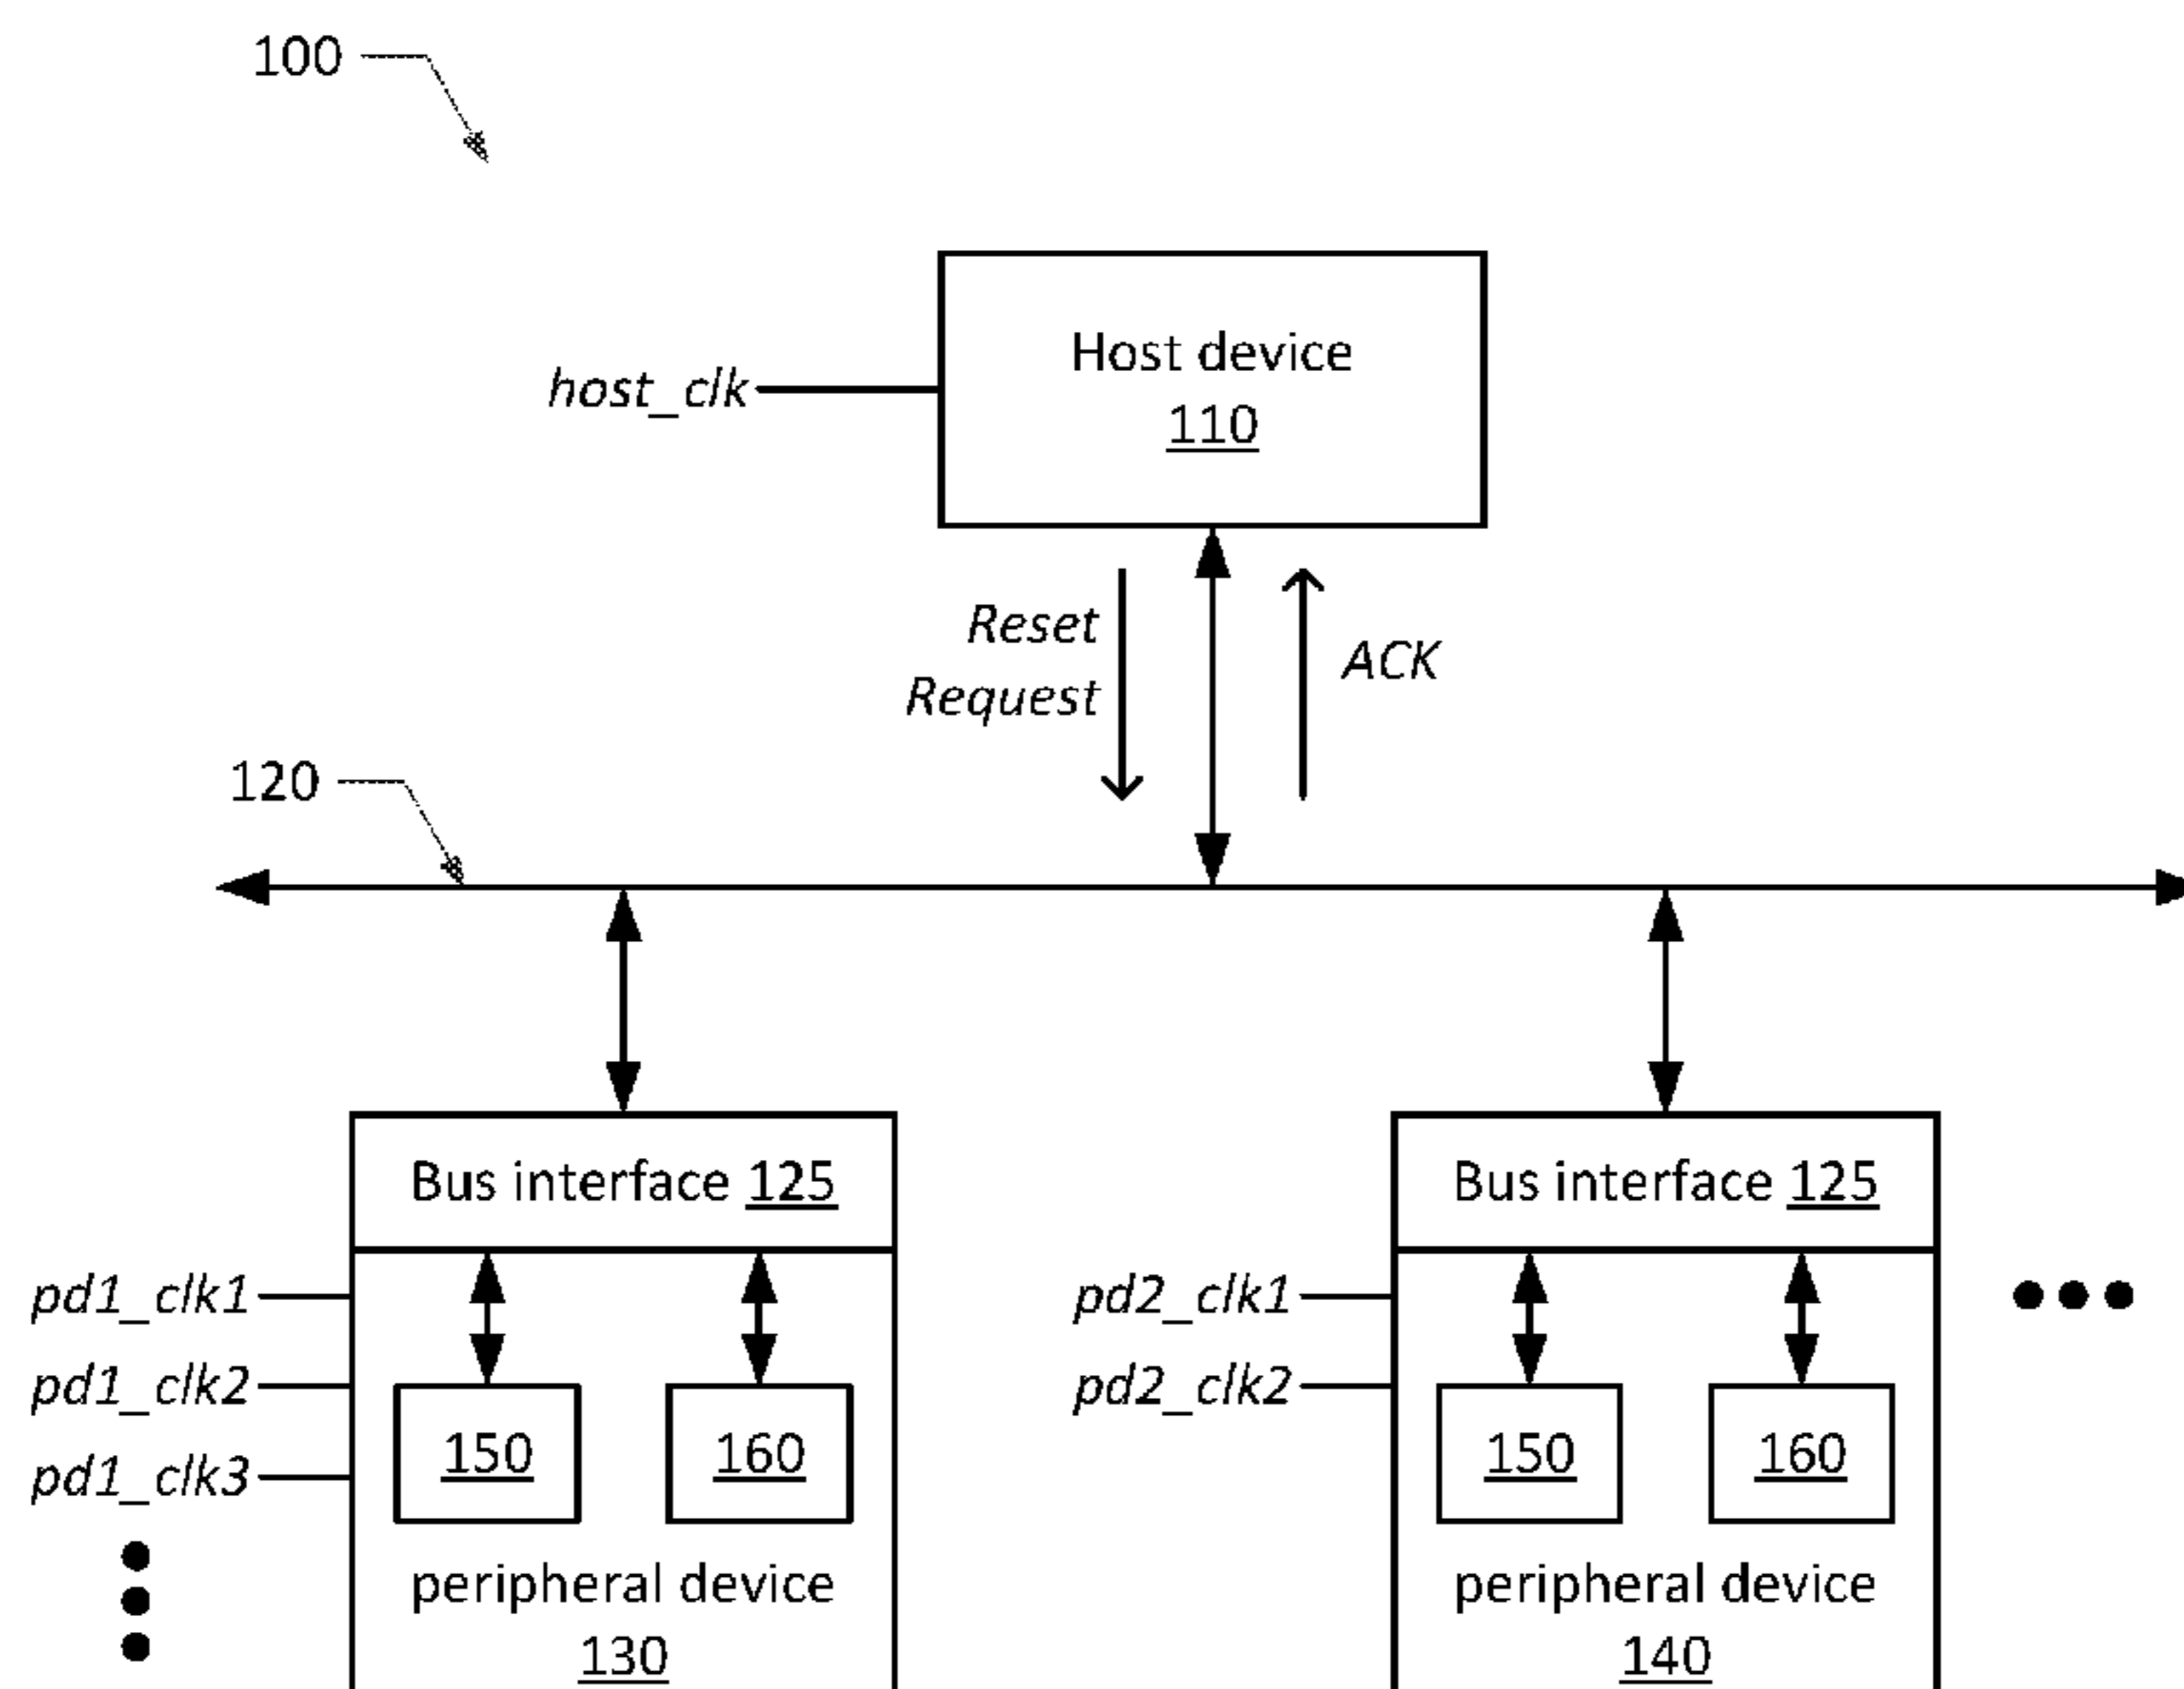 100
Host device
host_clk
110
Reset
Request
ACK
120
Bus interface 125
Bus interface 125
pd1_clk1
pd2_clk1
pd1_clk2
pd2_clk2
150
160
150
160
pd1_clk3
peripheral device
peripheral device
130
140